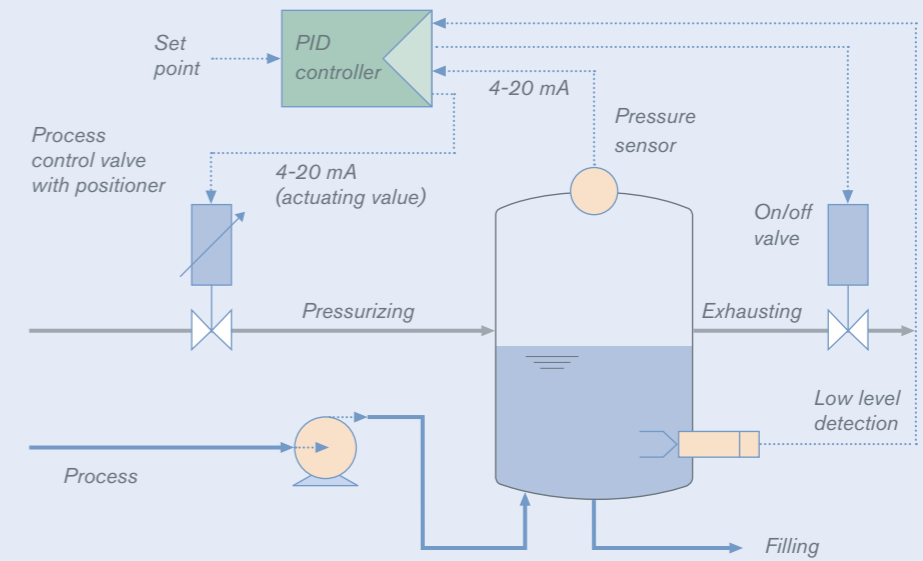 Set
point
PID
controller
4-20 mA
Pressure
sensor
Process
control valve
with positioner
4-20 mA
(actuating value)
On/off
valve
Pressurizing
Exhausting
Low level
detection
Process
Filling